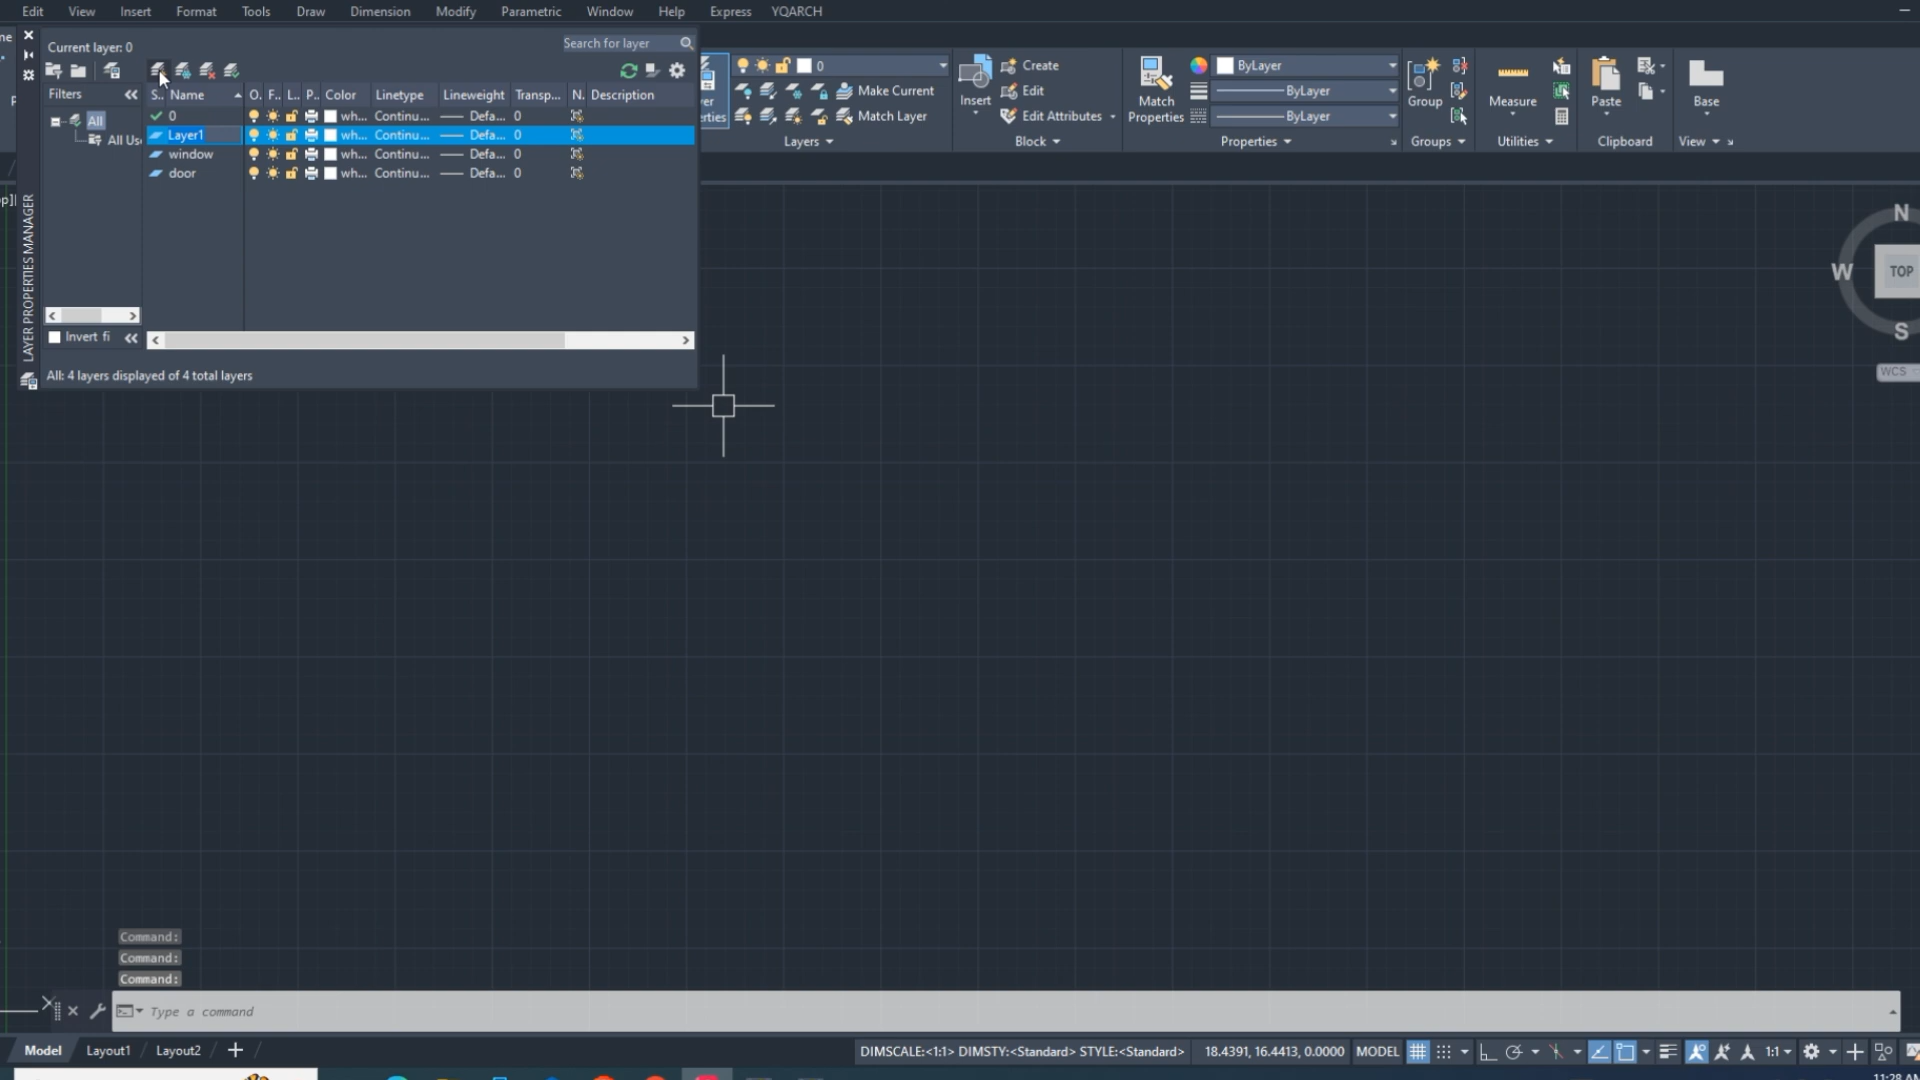 Edit View Insert Format Tools Draw Dimension Modify Parametric Window Help Express YQARCH
Current layer: 0
Search for layer
Filters
S.. Name O. F.. L.. P.. Color Linetype Lineweight Transp... N. Description
0 wh... Continu... Defa... 0
Layer1 wh... Continu... Defa... 0
window wh... Continu... Defa... 0
door wh... Continu... Defa... 0
All
All Us
Invert fi
All: 4 layers displayed of 4 total layers
LAYER PROPERTIES MANAGER
0
Make Current
Match Layer
Layers
Insert
Create
Edit
Edit Attributes
Block
Match
Properties
ByLayer
ByLayer
ByLayer
Properties
Group
Groups
Measure
Utilities
Paste
Clipboard
Base
View
N
W
TOP
S
WCS
Command:
Command:
Command:
Type a command
Model Layout1 Layout2
DIMSCALE:<1:1> DIMSTY:<Standard> STYLE:<Standard> 18.4391, 16.4413, 0.0000 MODEL 1:1
11:28 AM